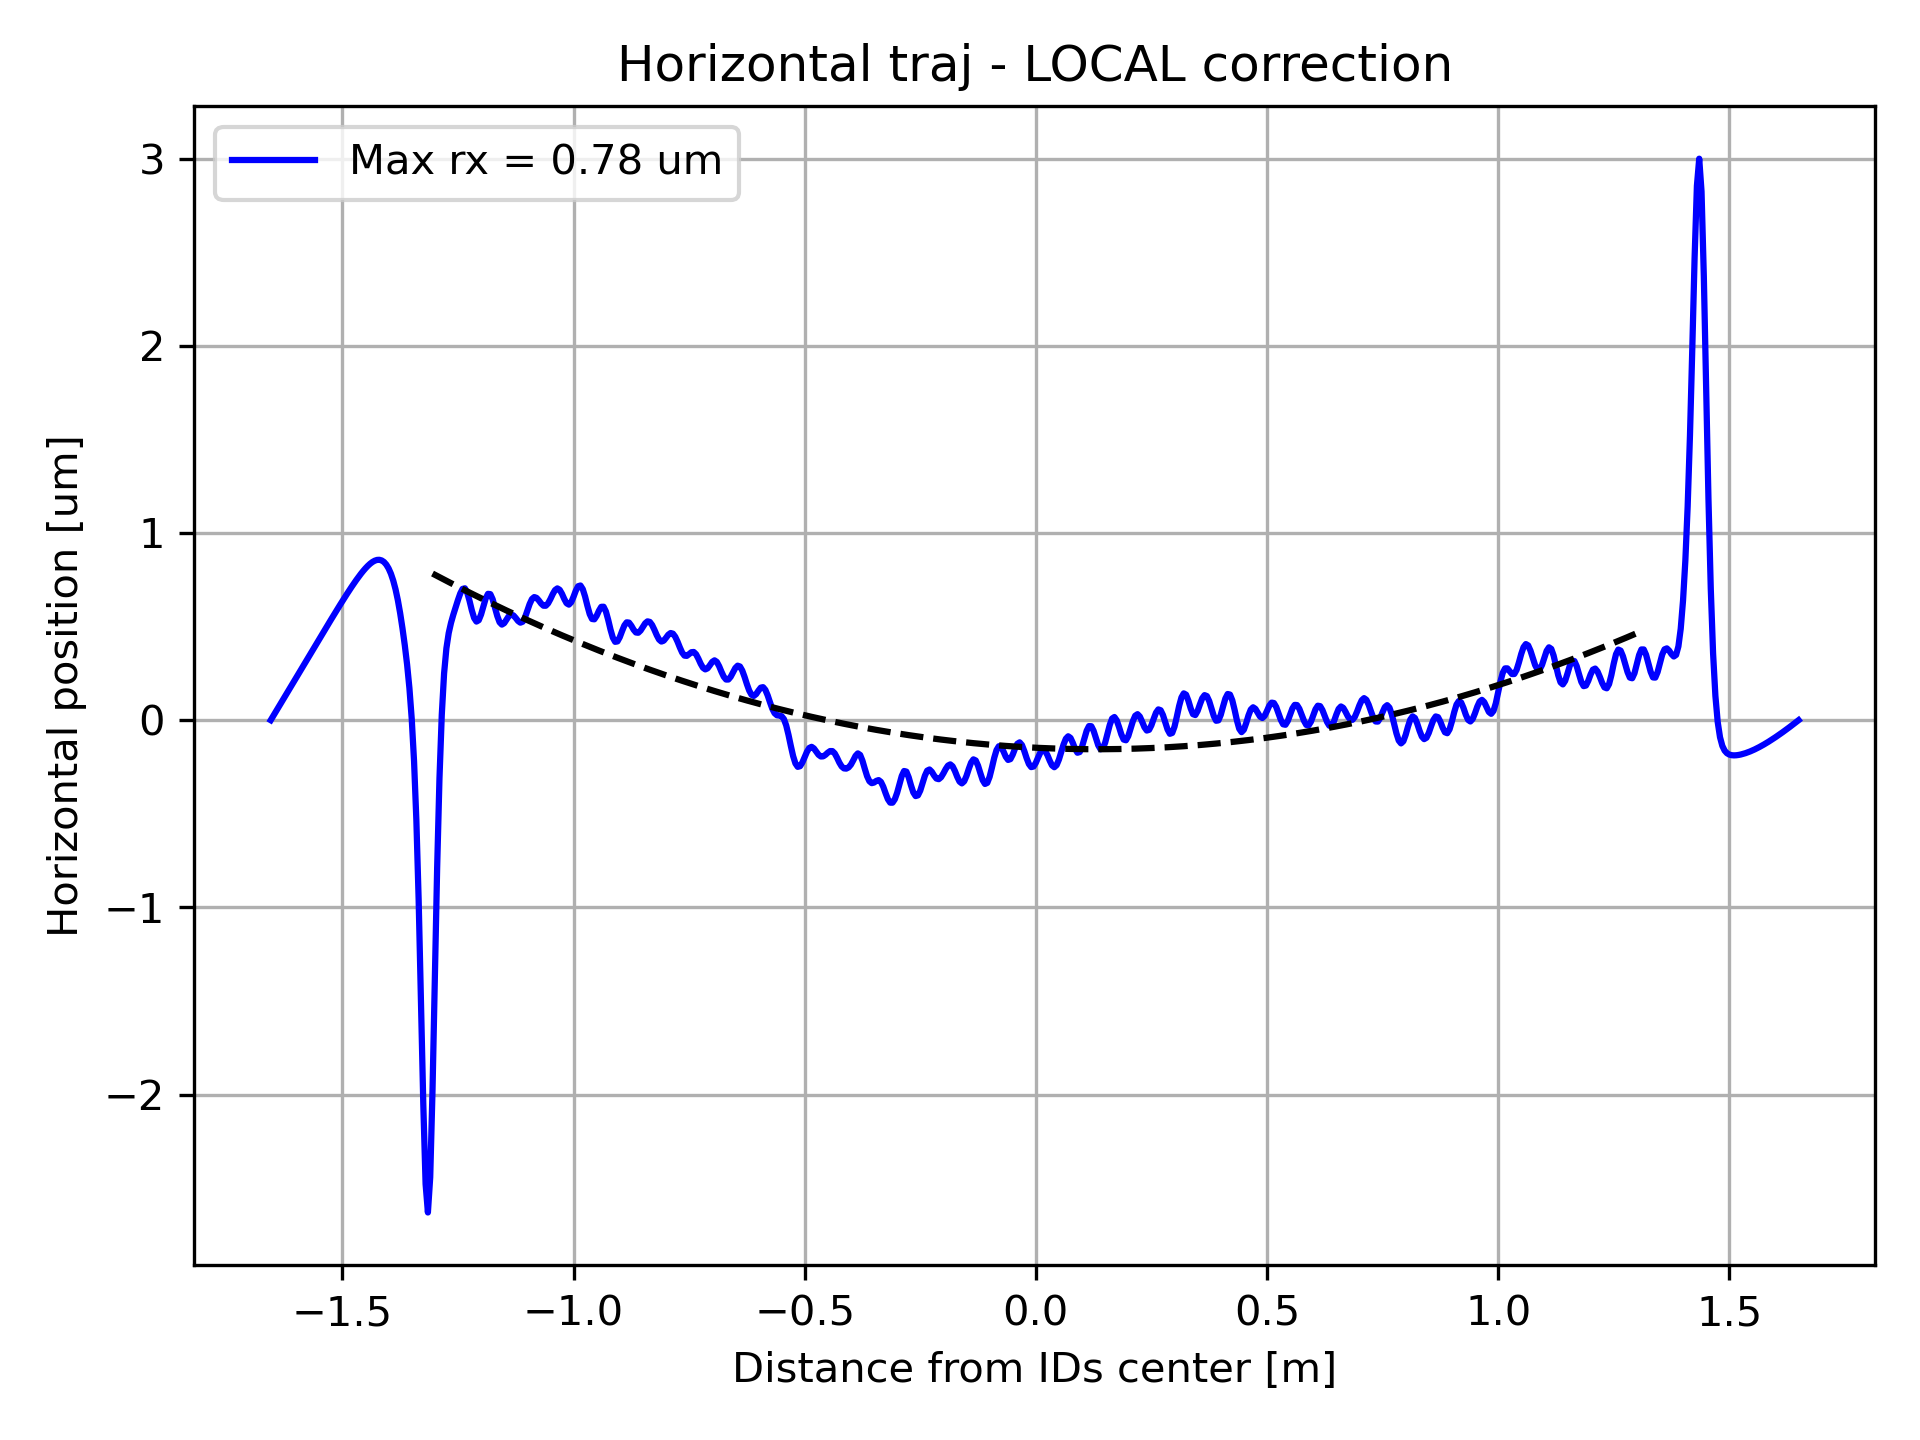 Horizontal traj - LOCAL correction
Max rx = 0.78 um
3
2
1
0
−1
−2
Horizontal position [um]
−1.5 −1.0 −0.5 0.0 0.5 1.0 1.5
Distance from IDs center [m]